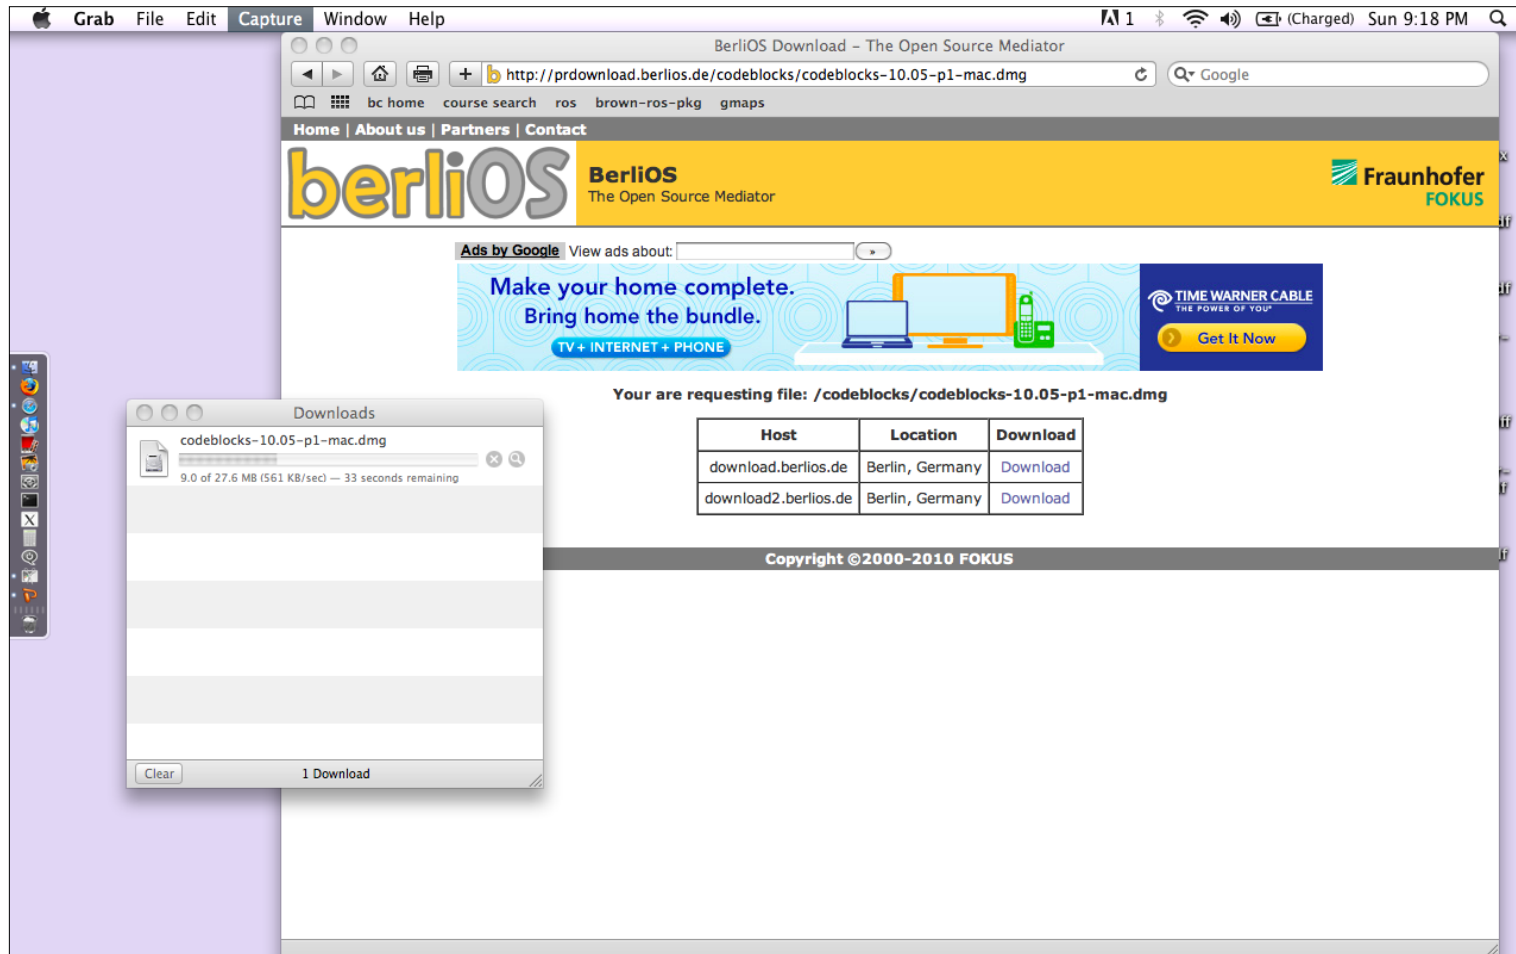 Grab File Edit Capture Window Help
1 (Charged) Sun 9:18 PM
BerliOS Download – The Open Source Mediator
http://prdownload.berlios.de/codeblocks/codeblocks-10.05-p1-mac.dmg
Google
bc home course search ros brown-ros-pkg gmaps
Home | About us | Partners | Contact
berliOS
BerliOS
The Open Source Mediator
Fraunhofer
FOKUS
Ads by Google View ads about: »
Make your home complete.
Bring home the bundle.
TV + INTERNET + PHONE
TIME WARNER CABLE
THE POWER OF YOU
Get It Now
Your are requesting file: /codeblocks/codeblocks-10.05-p1-mac.dmg
Host Location Download
download.berlios.de Berlin, Germany Download
download2.berlios.de Berlin, Germany Download
Copyright ©2000-2010 FOKUS
Downloads
codeblocks-10.05-p1-mac.dmg
9.0 of 27.6 MB (561 KB/sec) — 33 seconds remaining
Clear
1 Download